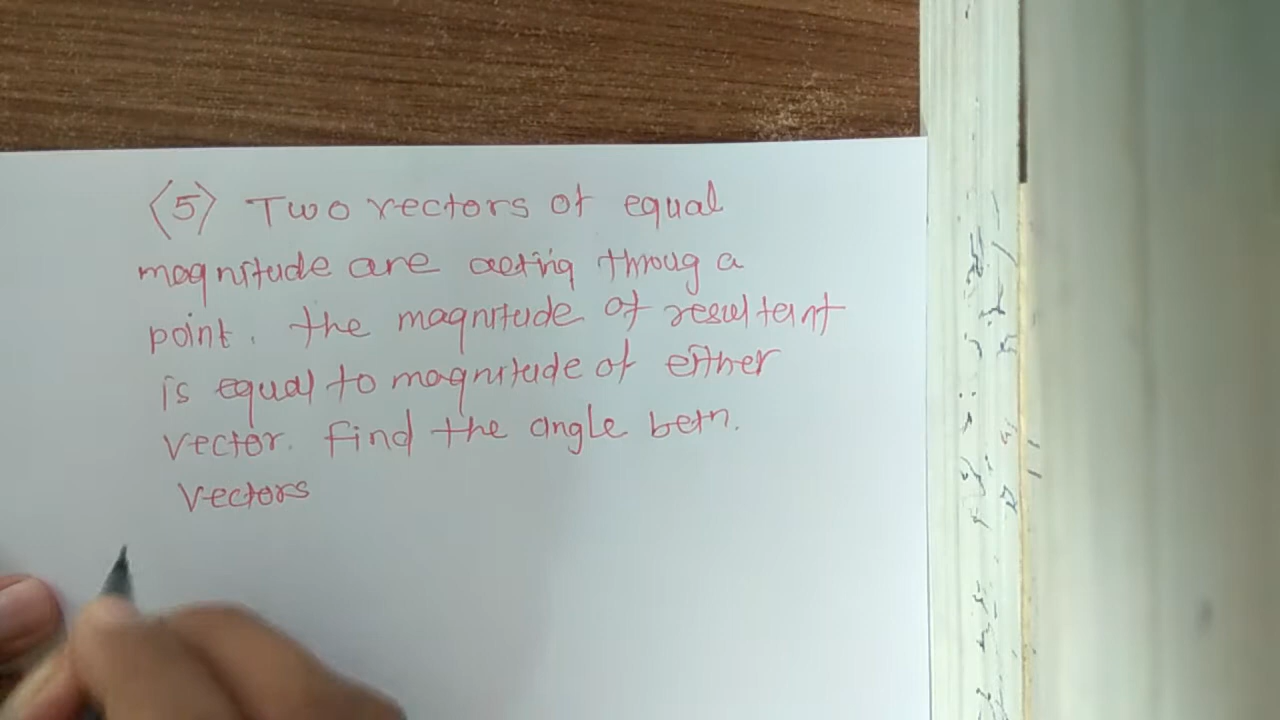 <5> Two vectors of equal
magnitude are acting throug a
point. the magnitude of resultant
is equal to magnitude of either
vector. find the angle betn.
vectors